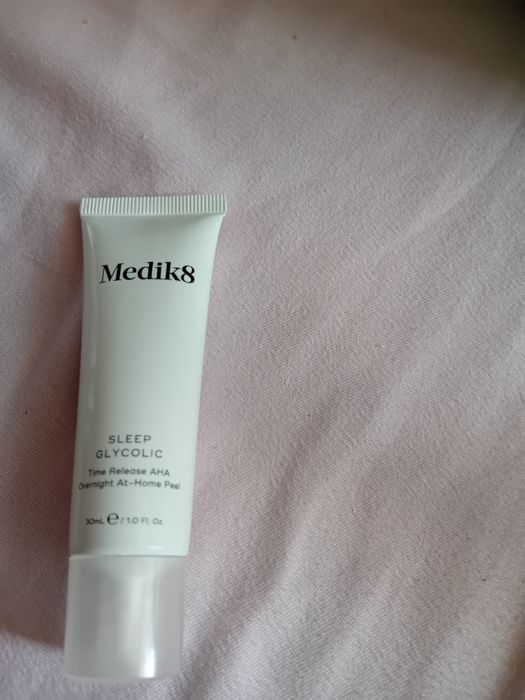 Medik8
SLEEP
GLYCOLIC
Time Release AHA
Overnight At-Home Peel
30mL ℮ / 1.0 Fl. Oz.